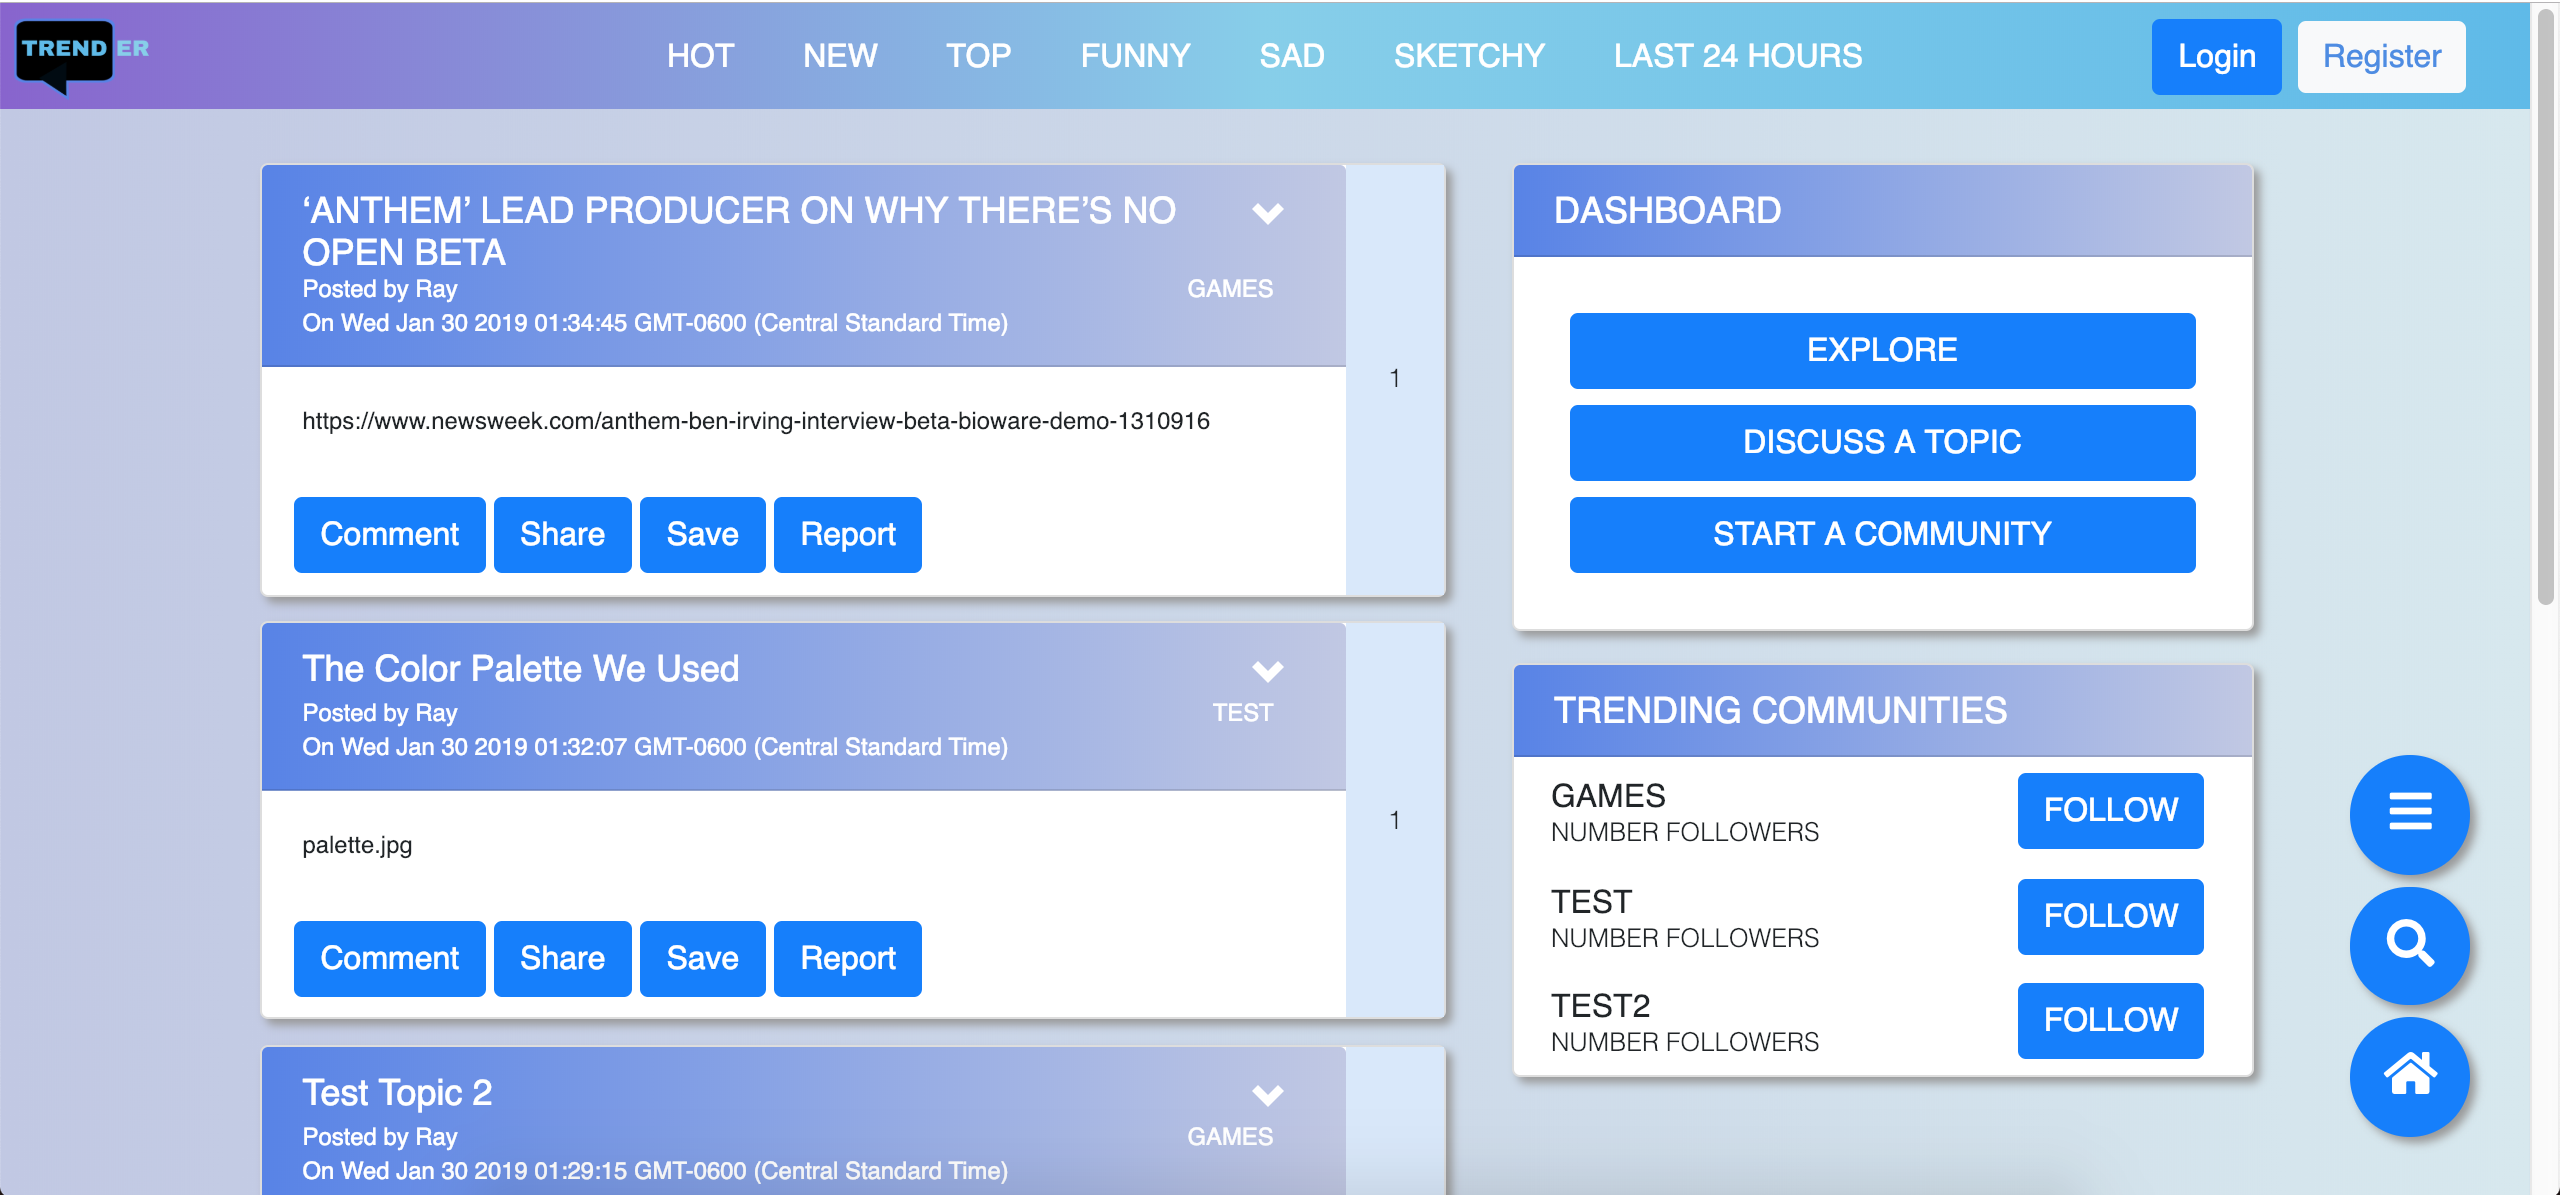 TRENDER
HOT NEW TOP FUNNY SAD SKETCHY LAST 24 HOURS
Login Register
‘ANTHEM’ LEAD PRODUCER ON WHY THERE’S NO
OPEN BETA
Posted by Ray
GAMES
On Wed Jan 30 2019 01:34:45 GMT-0600 (Central Standard Time)
1
https://www.newsweek.com/anthem-ben-irving-interview-beta-bioware-demo-1310916
Comment Share Save Report
The Color Palette We Used
Posted by Ray
TEST
On Wed Jan 30 2019 01:32:07 GMT-0600 (Central Standard Time)
1
palette.jpg
Comment Share Save Report
Test Topic 2
Posted by Ray
GAMES
On Wed Jan 30 2019 01:29:15 GMT-0600 (Central Standard Time)
DASHBOARD
EXPLORE
DISCUSS A TOPIC
START A COMMUNITY
TRENDING COMMUNITIES
GAMES
NUMBER FOLLOWERS
FOLLOW
TEST
NUMBER FOLLOWERS
FOLLOW
TEST2
NUMBER FOLLOWERS
FOLLOW